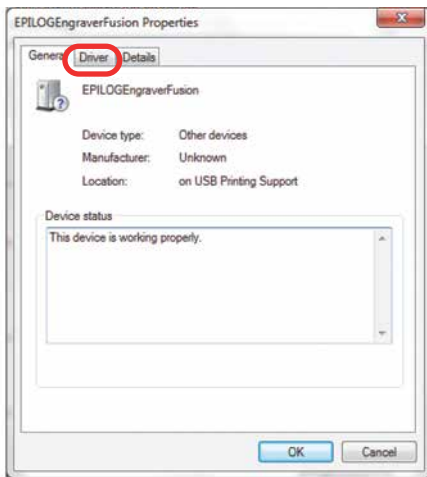 EPILOGEngraverFusion Properties
General Driver Details
EPILOGEngraverFusion
Device type: Other devices
Manufacturer: Unknown
Location: on USB Printing Support
Device status
This device is working properly.
OK Cancel